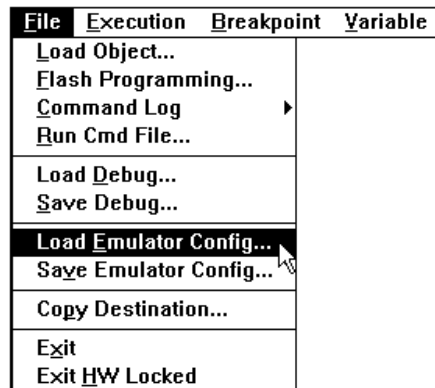 File Execution Breakpoint Variable
Load Object...
Flash Programming...
Command Log
Run Cmd File...
Load Debug...
Save Debug...
Load Emulator Config...
Save Emulator Config...
Copy Destination...
Exit
Exit HW Locked